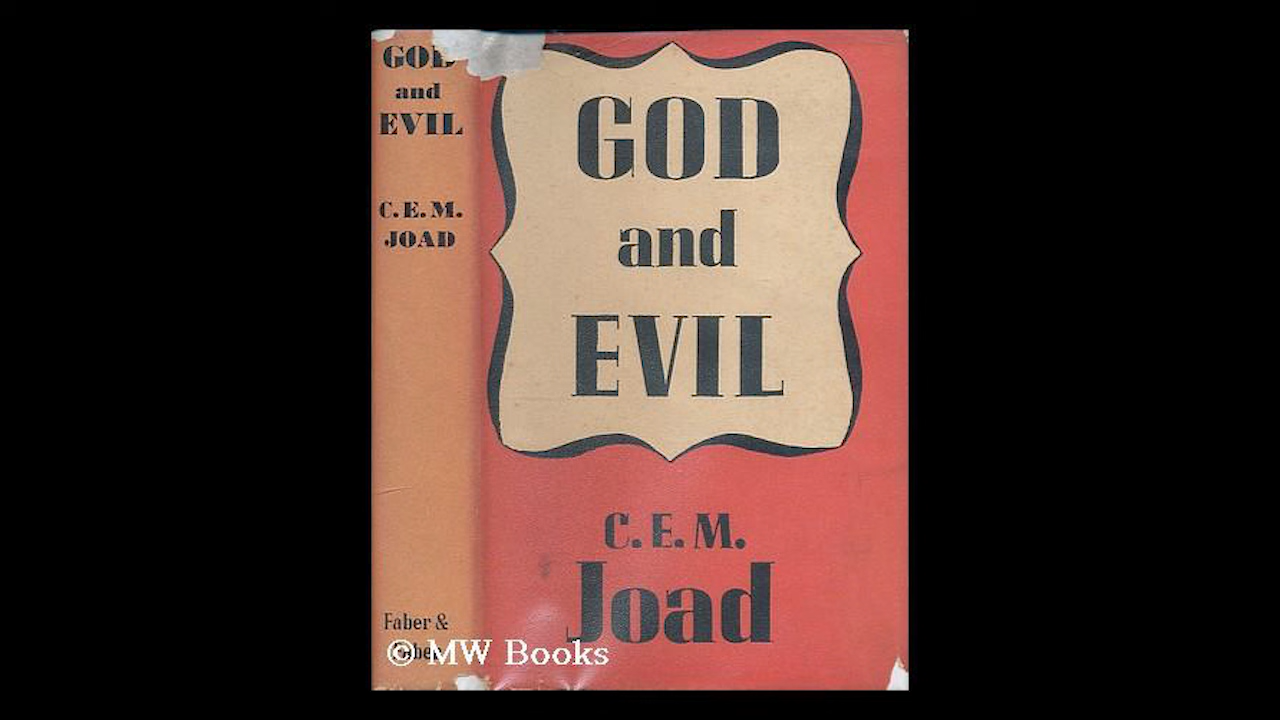 GOD
and
EVIL
C. E. M.
JOAD
Faber &
GOD
and
EVIL
C. E. M.
Joad
© MW Books